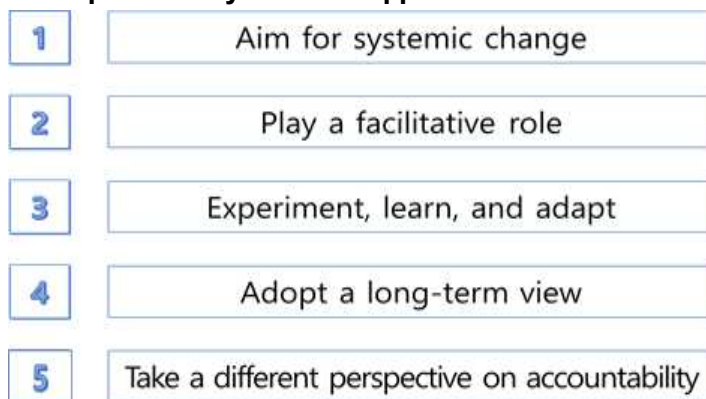 1 Aim for systemic change
2 Play a facilitative role
3 Experiment, learn, and adapt
4 Adopt a long-term view
5 Take a different perspective on accountability